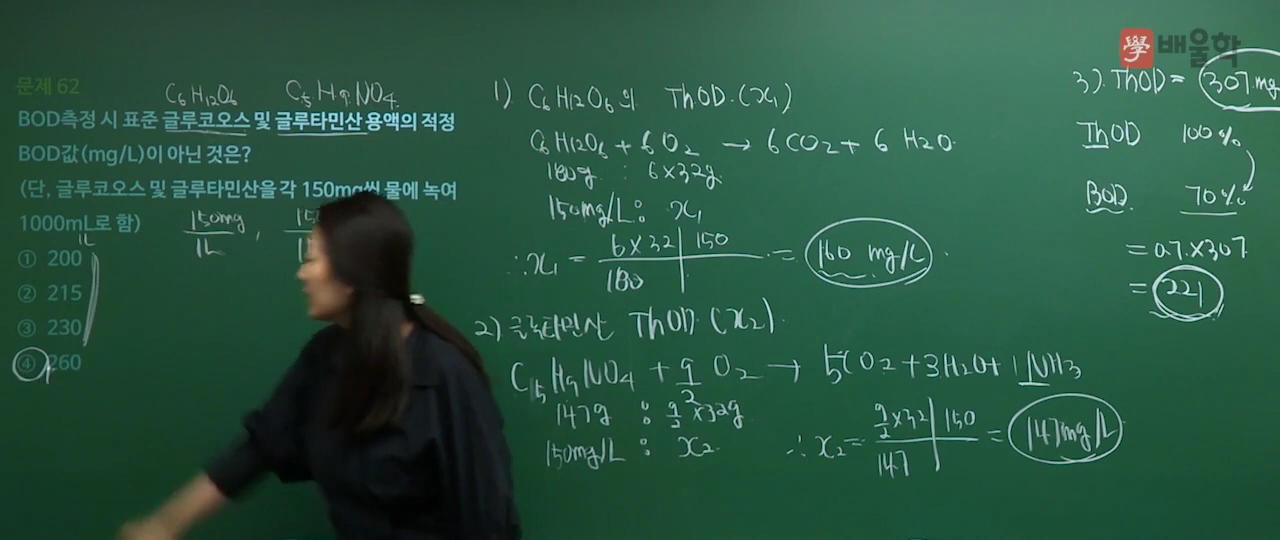 學 배울학
문제 62
C6H12O6 C5H9NO4.
BOD측정 시 표준 글루코오스 및 글루타민산 용액의 적정
BOD값(mg/L)이 아닌 것은?
(단, 글루코오스 및 글루타민산을 각 150mg씩 물에 녹여
1000mL로 함)
1L
150mg/1L ,
① 200
② 215
③ 230
④ 260
1) C6H12O6의 ThOD.(x1)
C6H12O6 + 6O2 → 6CO2 + 6H2O.
180g : 6×32g.
150mg/L : x1
∴ x1 = 6×32 | 150 / 180 = 160 mg/L
2) 글루타민산 ThOD.(x2).
C5H9NO4 + 9/2 O2 → 5CO2 + 3H2O + 1NH3
147g : 9/2×32g
150mg/L : x2.
∴ x2 = 9/2×32 | 150 / 147 = 147mg/L
3). ThOD = 307 mg
ThOD 100%
BOD. 70%
= 0.7×307
= 221